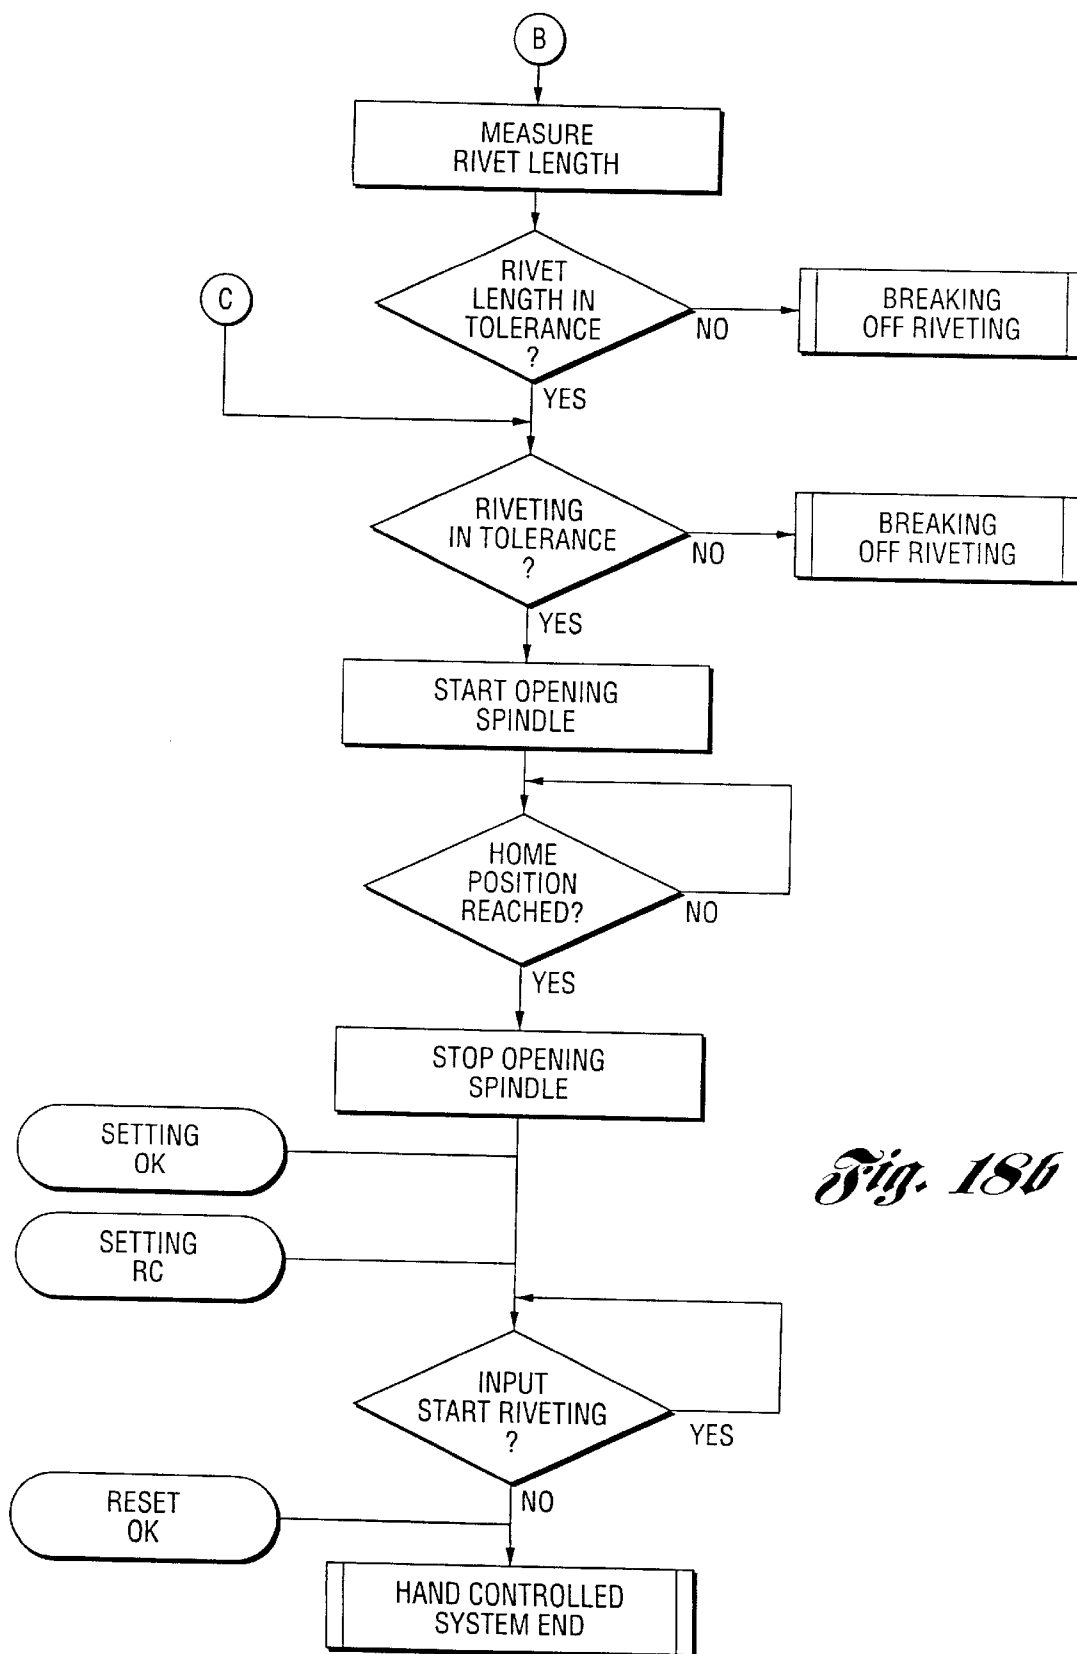 B
MEASURE
RIVET LENGTH
RIVET
LENGTH IN
TOLERANCE
?
NO
BREAKING
OFF RIVETING
C
YES
RIVETING
IN TOLERANCE
?
NO
BREAKING
OFF RIVETING
YES
START OPENING
SPINDLE
HOME
POSITION
REACHED?
NO
YES
STOP OPENING
SPINDLE
SETTING
OK
Fig. 18b
SETTING
RC
INPUT
START RIVETING
?
YES
NO
RESET
OK
HAND CONTROLLED
SYSTEM END